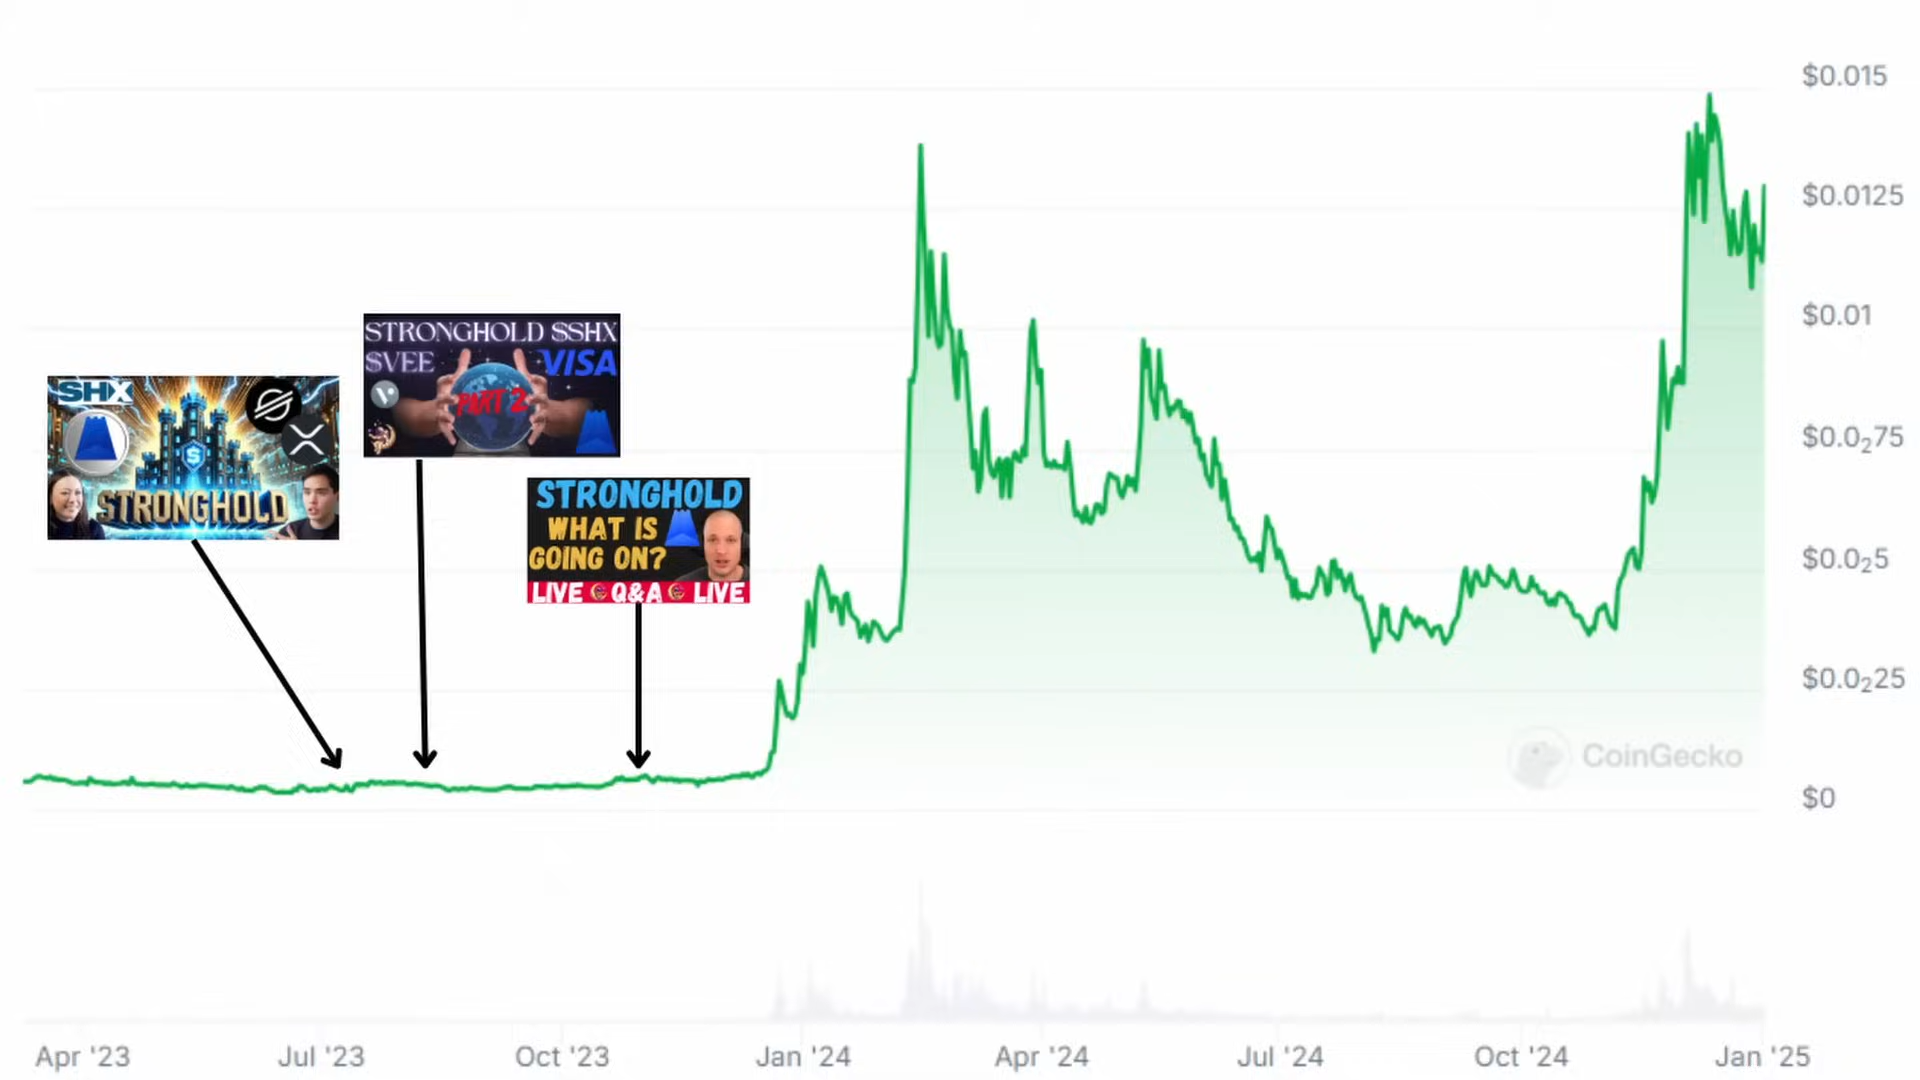 $0.015
$0.0125
$0.01
$0.0₂75
$0.0₂5
$0.0₂25
$0
STRONGHOLD $SHX
$VEE VISA
PART 2
SHX
STRONGHOLD
STRONGHOLD
WHAT IS
GOING ON?
LIVE Q&A LIVE
CoinGecko
Apr '23 Jul '23 Oct '23 Jan '24 Apr '24 Jul '24 Oct '24 Jan '25